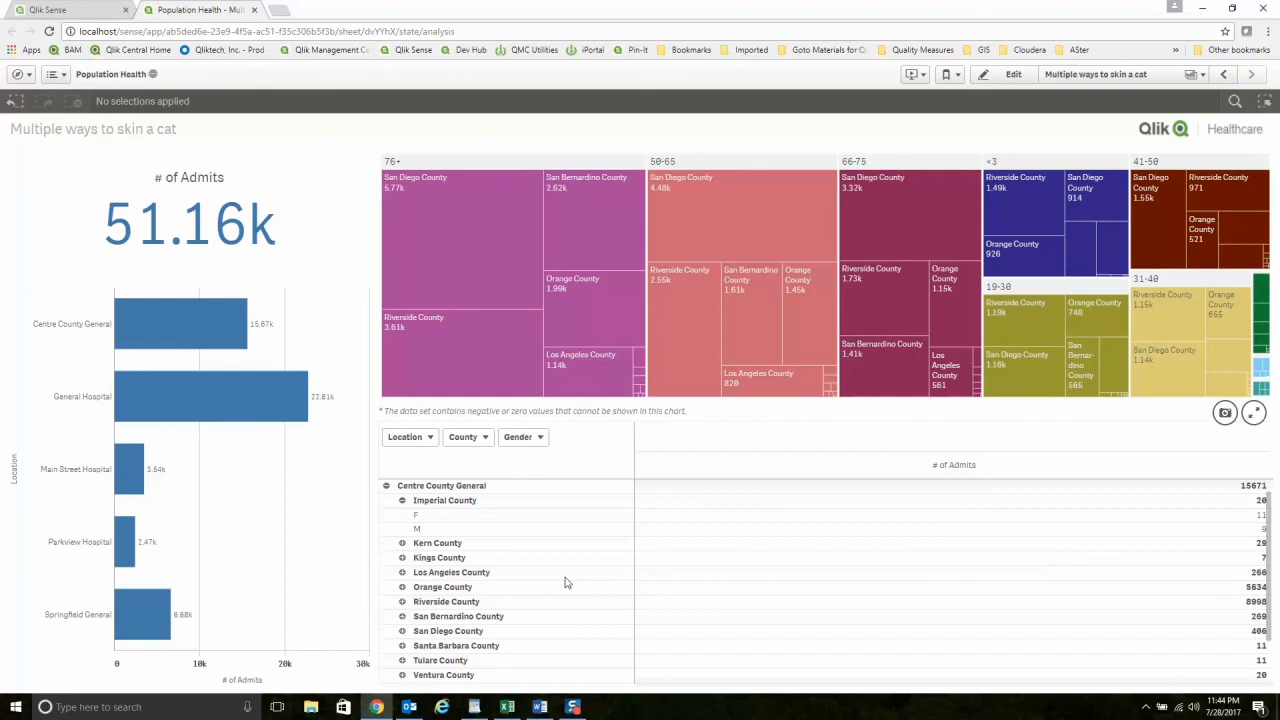 Qlik Sense
Population Health - Mult
localhost/sense/app/ab5ded6e-23e9-4f5a-ac51-f35c306b5f3b/sheet/dvYYhX/state/analysis
Apps BAM Qlik Central Home Qliktech, Inc. - Prod Qlik Management Co Qlik Sense Dev Hub QMC Utilities iPortal Pin-It Bookmarks Imported Goto Materials for Q Quality Measures GIS Cloudera ASter » Other bookmarks
Population Health Edit Multiple ways to skin a cat
No selections applied
Multiple ways to skin a cat
Qlik Healthcare
# of Admits
51.16k
Location
Centre County General 15.67k
General Hospital 22.81k
Main Street Hospital 3.54k
Parkview Hospital 2.47k
Springfield General 6.68k
0 10k 20k 30k
# of Admits
76+
San Diego County
5.77k
Riverside County
3.61k
San Bernardino County
2.62k
Orange County
1.99k
Los Angeles County
1.14k
50-65
San Diego County
4.48k
Riverside County
2.55k
San Bernardino
County
1.61k
Orange
County
1.45k
Los Angeles County
820
66-75
San Diego County
3.32k
Riverside County
1.73k
San Bernardino County
1.41k
Orange
County
1.15k
Los
Angeles
County
561
<3
Riverside County
1.49k
Orange County
926
San Diego
County
914
19-30
Riverside County
1.19k
San Diego County
1.16k
Orange County
748
San
Bernar-
dino
County
565
41-50
San Diego
County
1.55k
Riverside County
971
Orange
County
521
31-40
Riverside County
1.15k
San Diego County
1.14k
Orange
County
655
* The data set contains negative or zero values that cannot be shown in this chart.
Location County Gender
# of Admits
Centre County General 15671
Imperial County 20
F 11
M 9
Kern County 29
Kings County 7
Los Angeles County 266
Orange County 5634
Riverside County 8998
San Bernardino County 269
San Diego County 406
Santa Barbara County 11
Tulare County 11
Ventura County 20
Type here to search
11:44 PM
7/28/2017